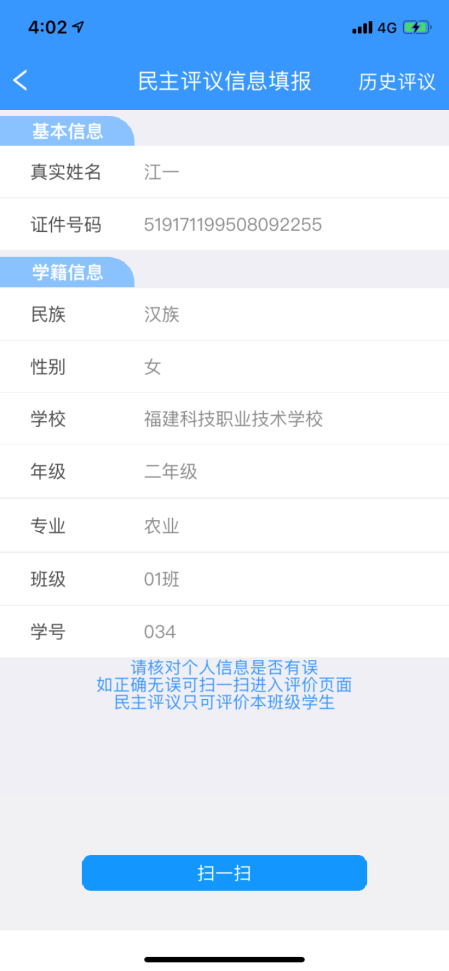 4:02
4G
民主评议信息填报
历史评议
基本信息
真实姓名 江一
证件号码 519171199508092255
学籍信息
民族 汉族
性别 女
学校 福建科技职业技术学校
年级 二年级
专业 农业
班级 01班
学号 034
请核对个人信息是否有误
如正确无误可扫一扫进入评价页面
民主评议只可评价本班级学生
扫一扫